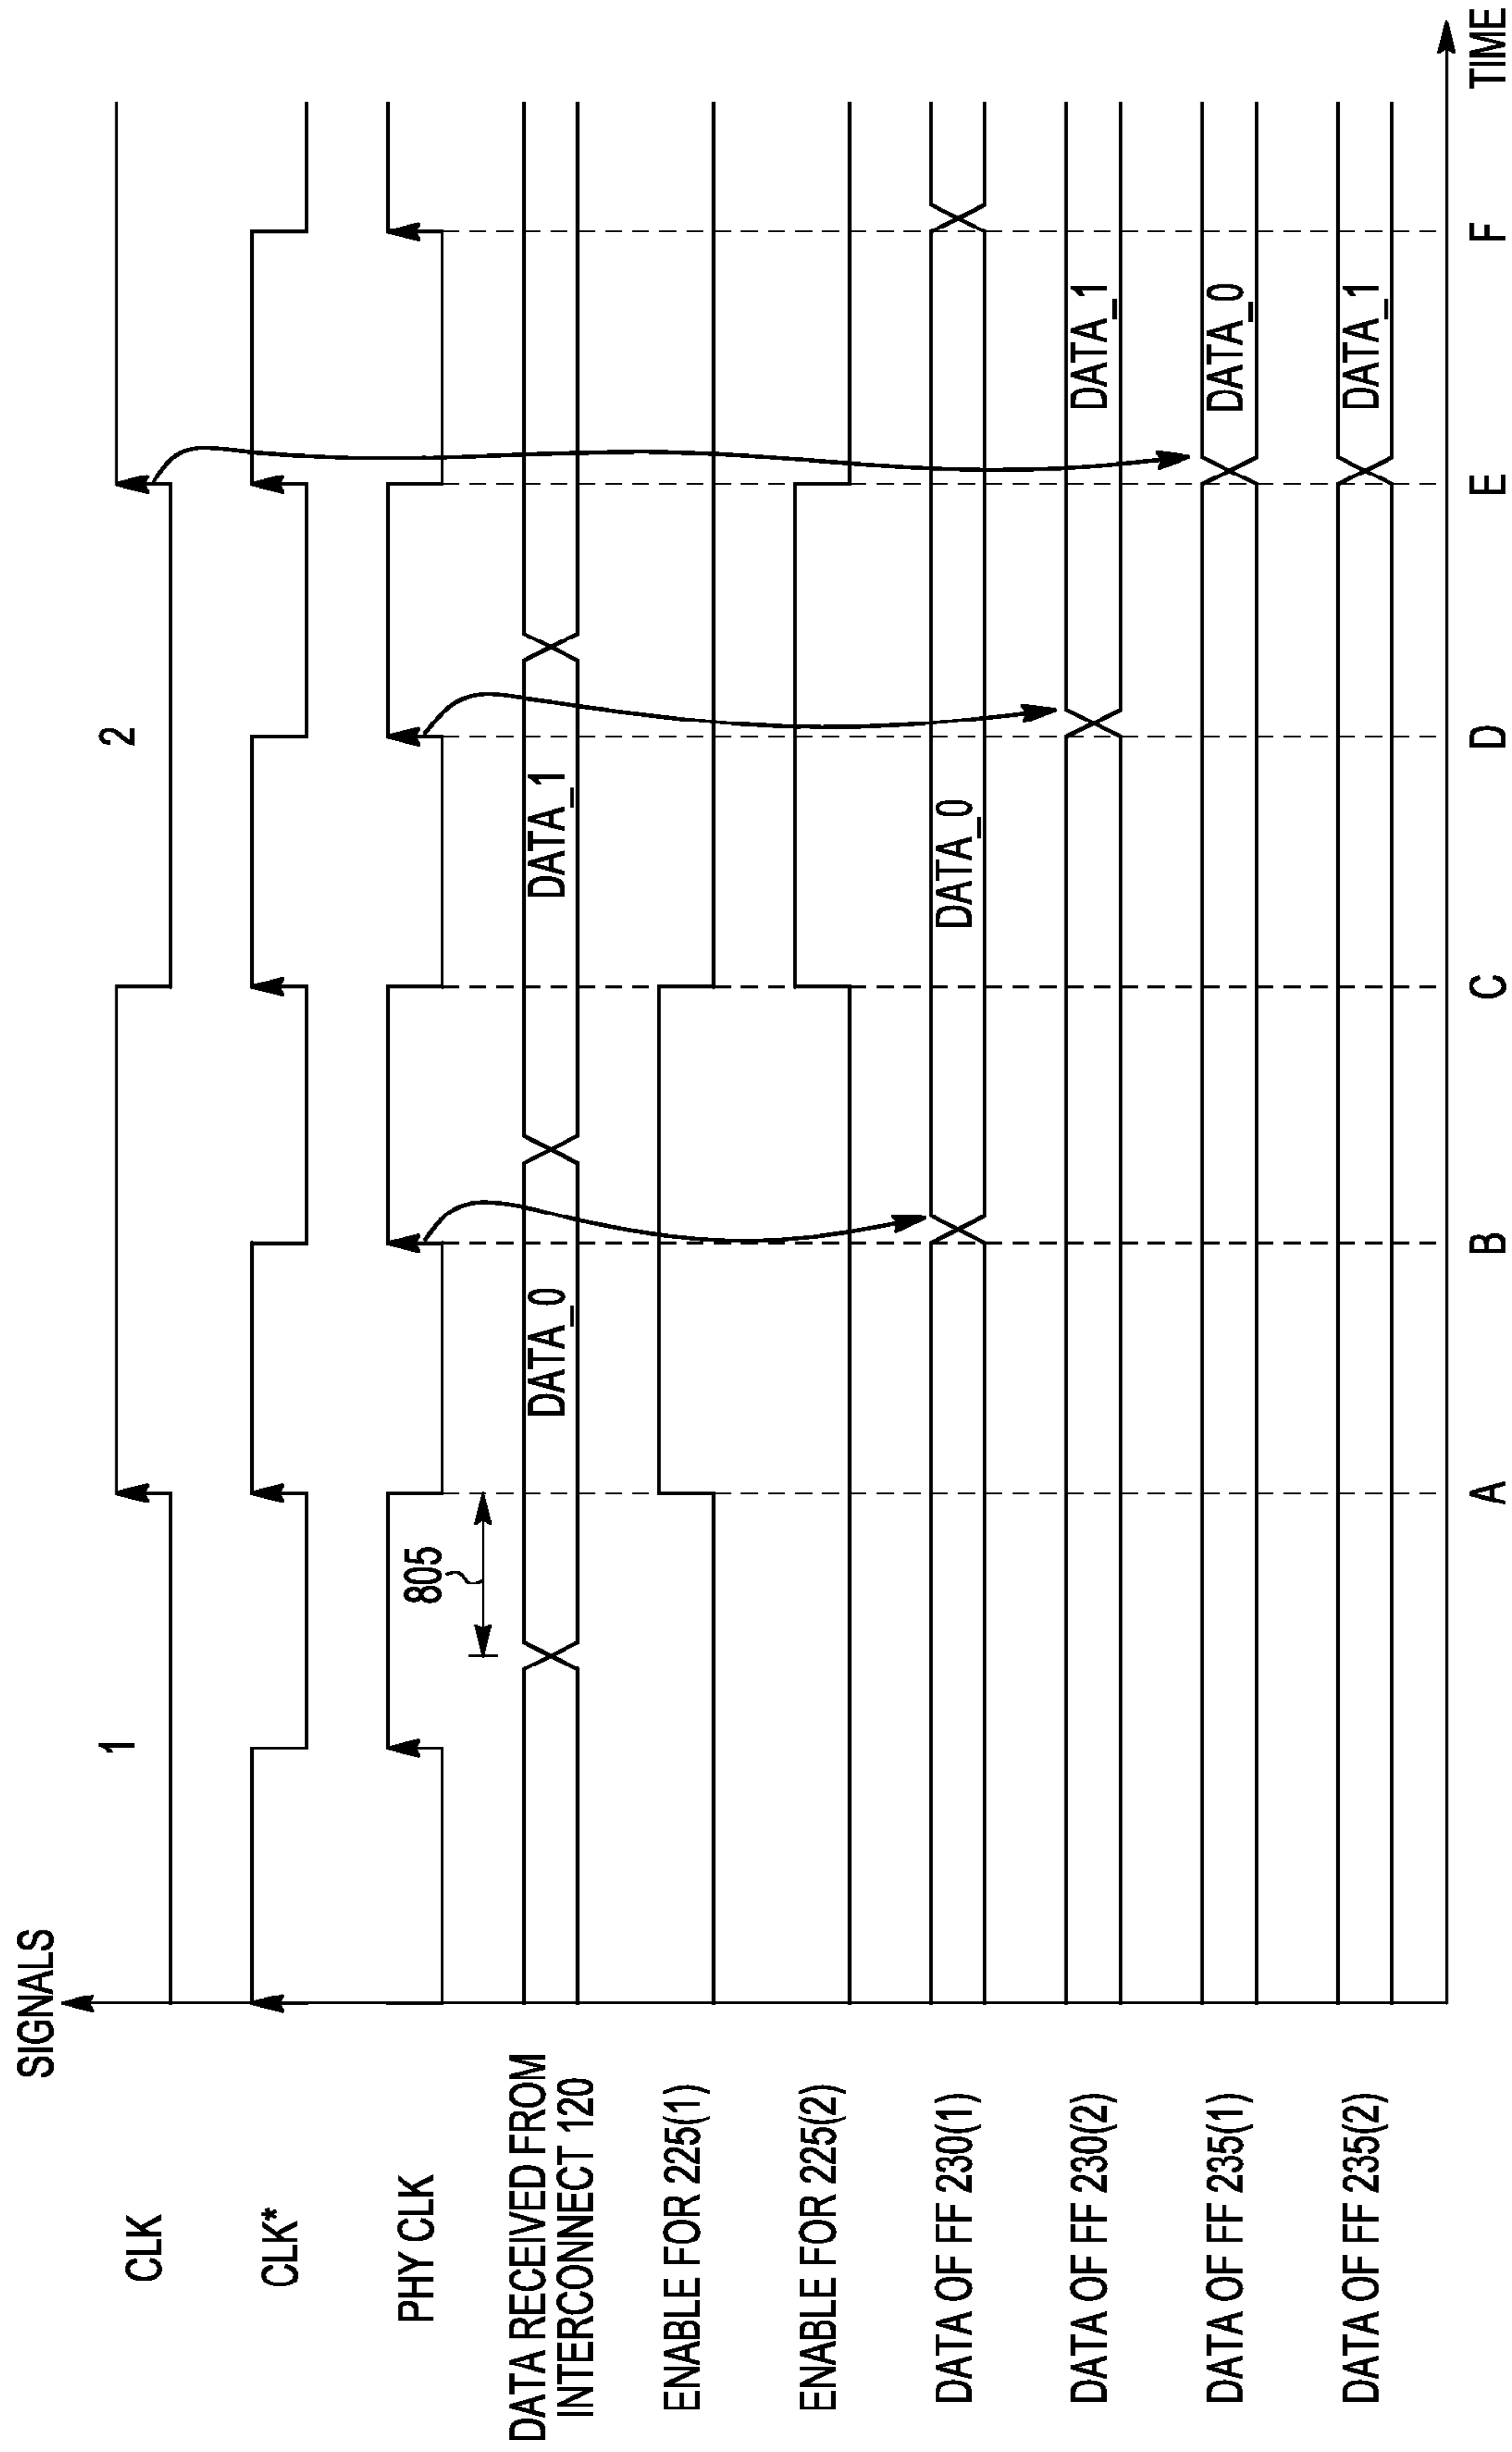 SIGNALS
1
2
CLK
CLK*
PHY CLK
805
DATA RECEIVED FROM
INTERCONNECT 120
DATA_0
DATA_1
ENABLE FOR 225(1)
ENABLE FOR 225(2)
DATA OF FF 230(1)
DATA_0
DATA OF FF 230(2)
DATA_1
DATA OF FF 235(1)
DATA_0
DATA OF FF 235(2)
DATA_1
A
B
C
D
E
F
TIME